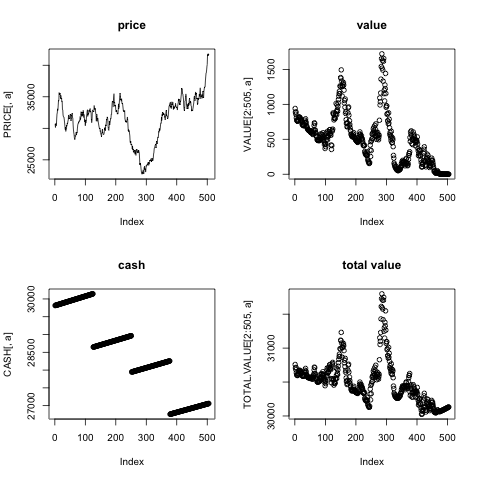 price
PRICE[, a]
35000
25000
0 100 200 300 400 500
Index
value
VALUE[2:505, a]
1500
1000
500
0
0 100 200 300 400 500
Index
cash
CASH[, a]
30000
28500
27000
0 100 200 300 400 500
Index
total value
TOTAL.VALUE[2:505, a]
31000
30000
0 100 200 300 400 500
Index